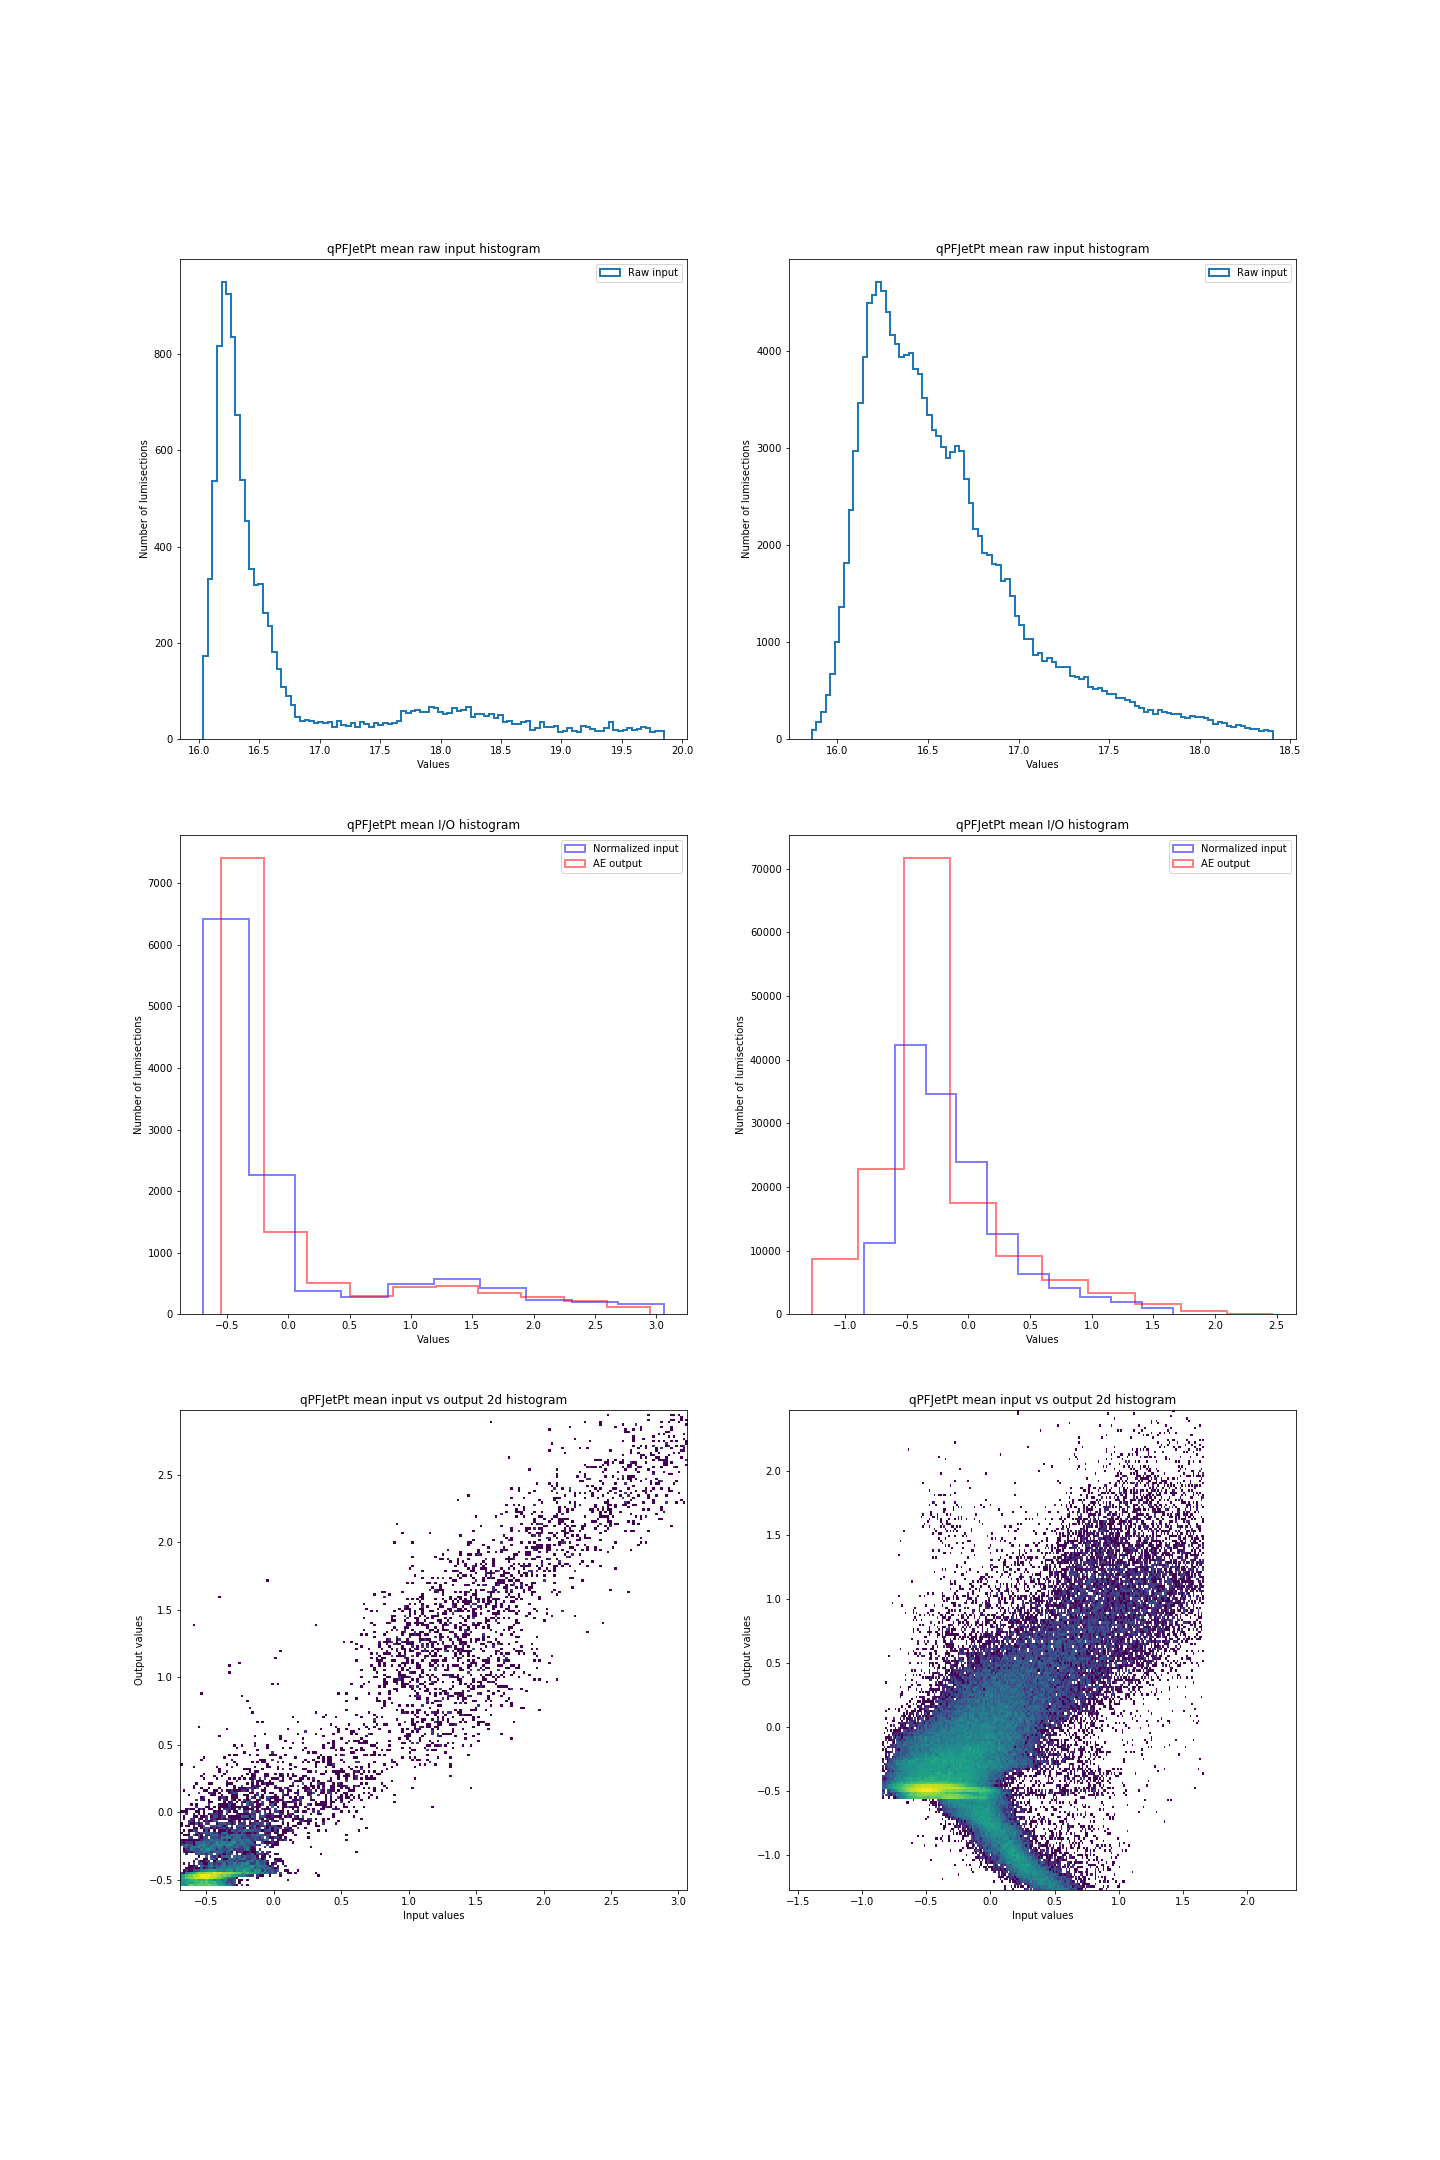 qPFJetPt mean raw input histogram
Raw input
Number of lumisections
0
200
400
600
800
16.0 16.5 17.0 17.5 18.0 18.5 19.0 19.5 20.0
Values
qPFJetPt mean raw input histogram
Raw input
Number of lumisections
0
1000
2000
3000
4000
16.0 16.5 17.0 17.5 18.0 18.5
Values
qPFJetPt mean I/O histogram
Normalized input
AE output
Number of lumisections
0
1000
2000
3000
4000
5000
6000
7000
−0.5 0.0 0.5 1.0 1.5 2.0 2.5 3.0
Values
qPFJetPt mean I/O histogram
Normalized input
AE output
Number of lumisections
0
10000
20000
30000
40000
50000
60000
70000
−1.0 −0.5 0.0 0.5 1.0 1.5 2.0 2.5
Values
qPFJetPt mean input vs output 2d histogram
Output values
−0.5
0.0
0.5
1.0
1.5
2.0
2.5
−0.5 0.0 0.5 1.0 1.5 2.0 2.5 3.0
Input values
qPFJetPt mean input vs output 2d histogram
Output values
−1.0
−0.5
0.0
0.5
1.0
1.5
2.0
−1.5 −1.0 −0.5 0.0 0.5 1.0 1.5 2.0
Input values